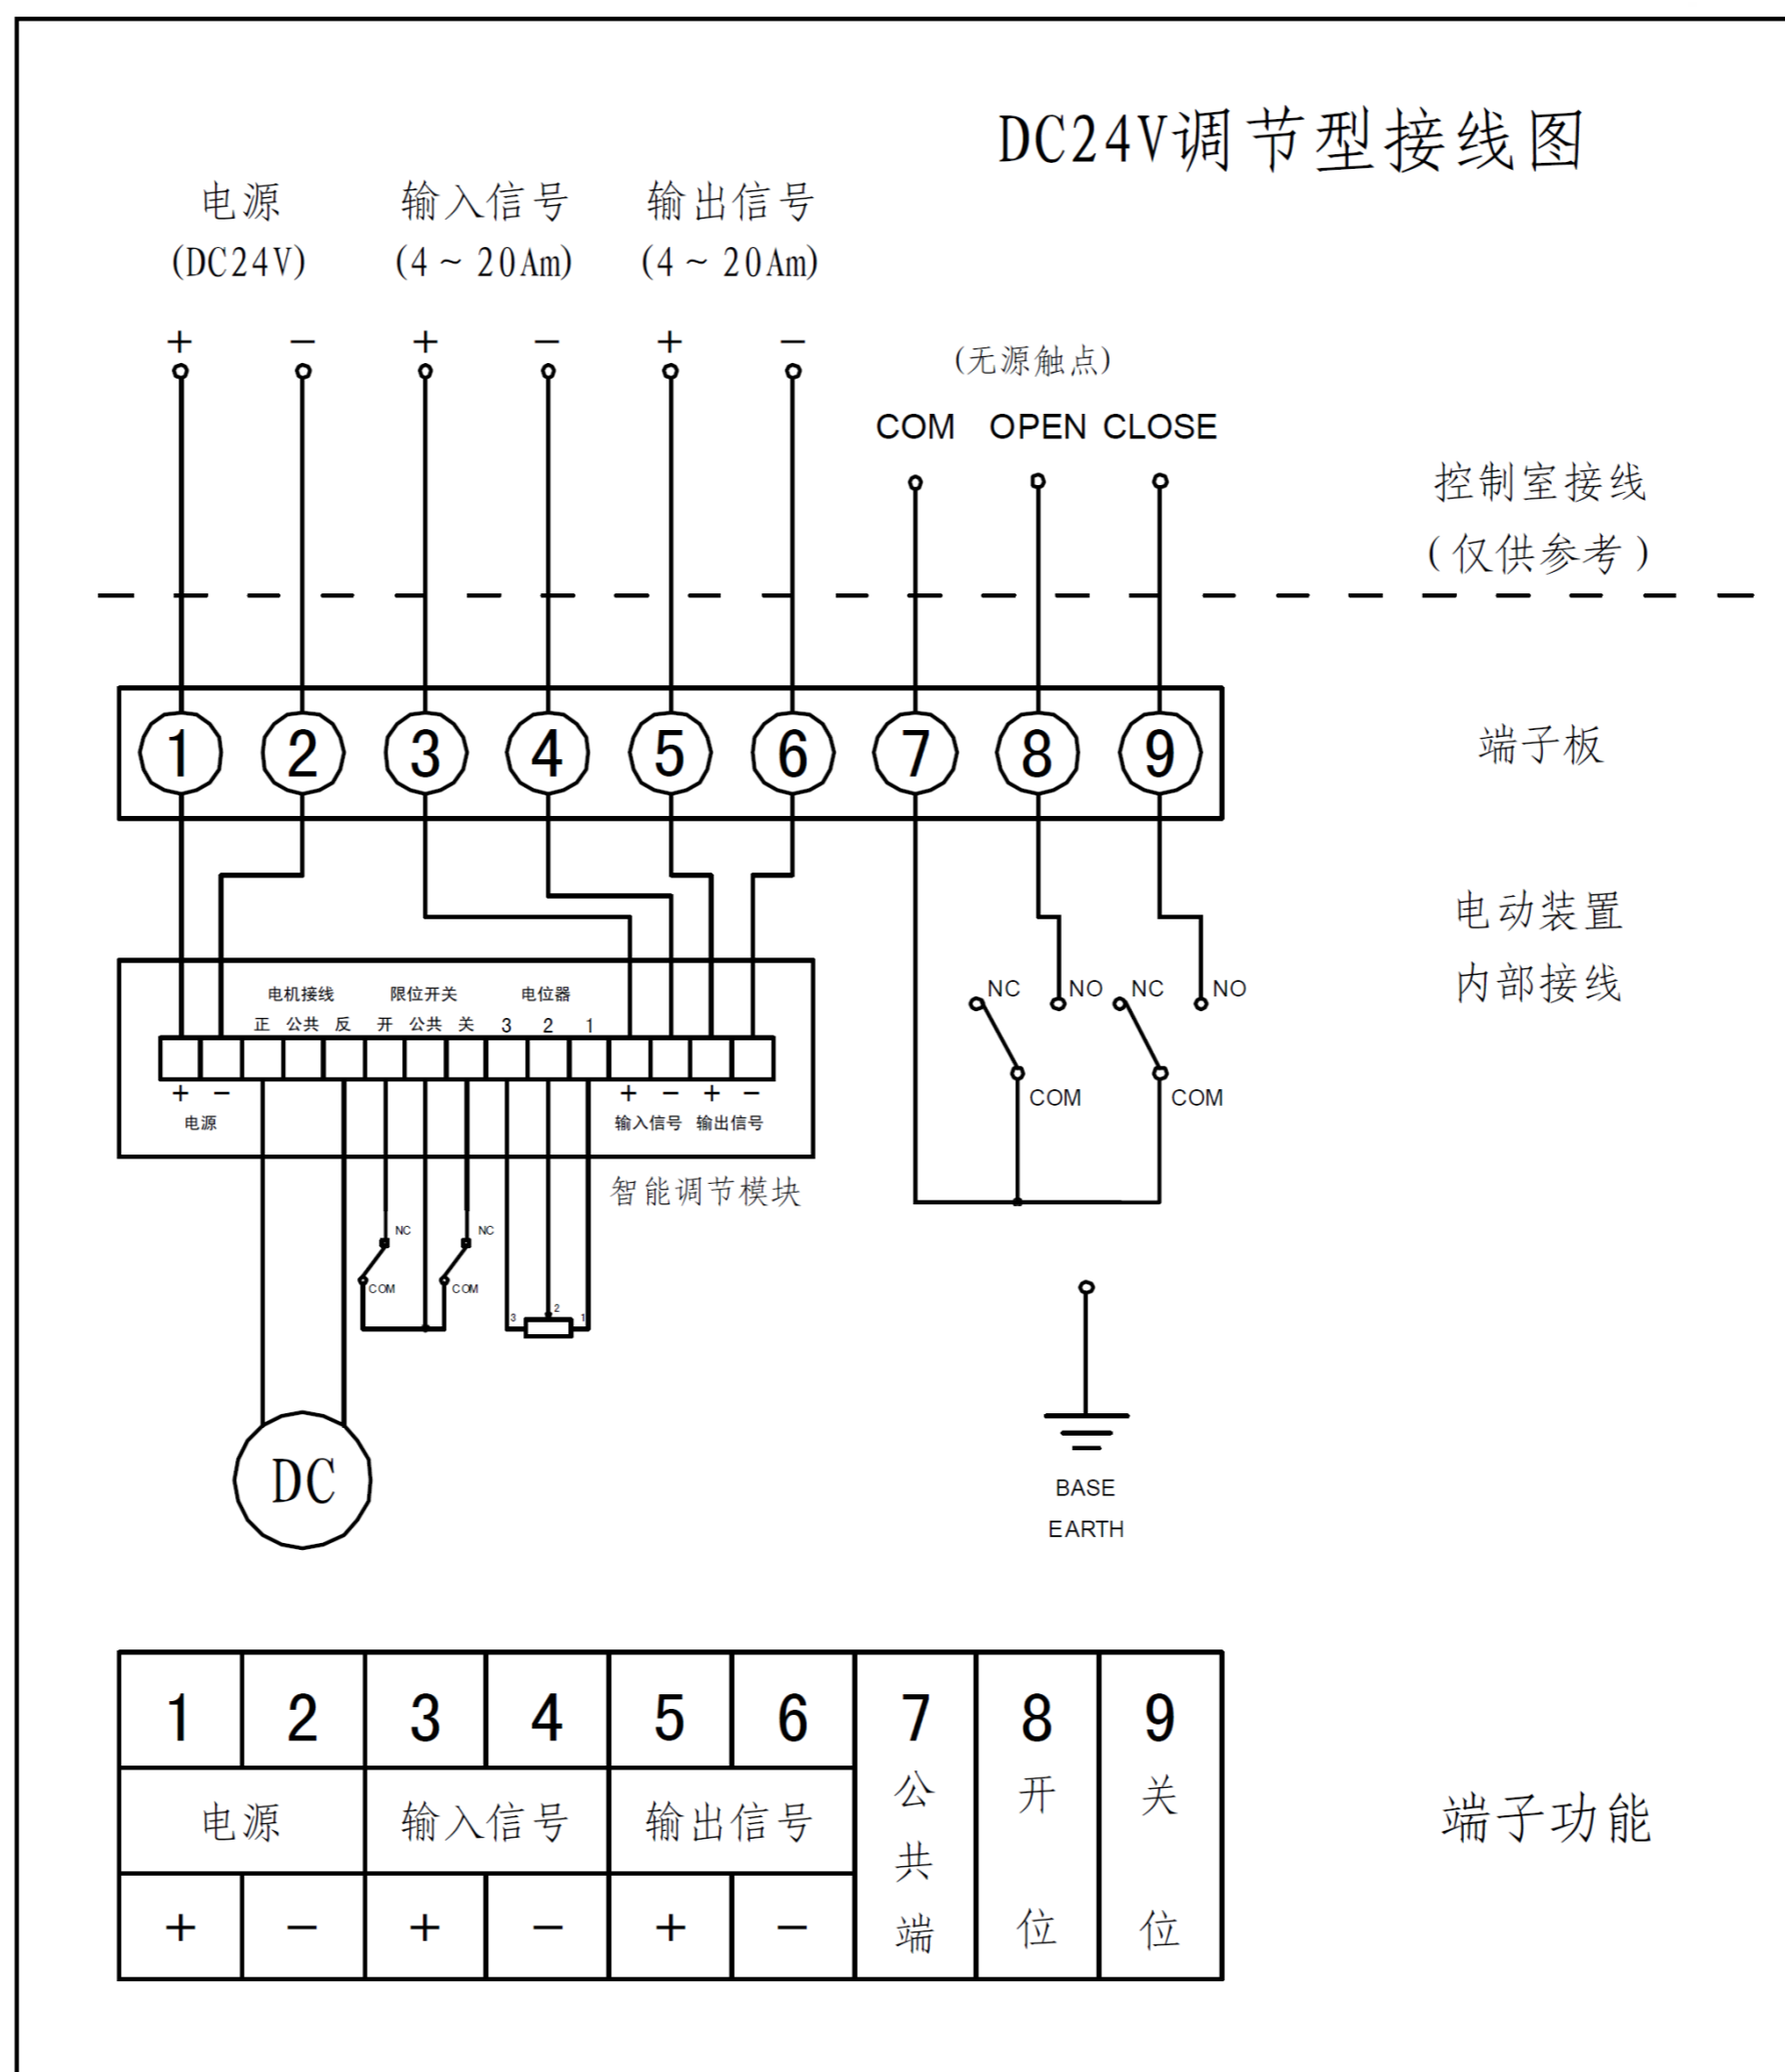 DC24V调节型接线图
电源 输入信号 输出信号
(DC24V) (4～20Am) (4～20Am)
+ − + − + −
(无源触点)
COM OPEN CLOSE
控制室接线
(仅供参考)
1 2 3 4 5 6 7 8 9
端子板
电动装置
内部接线
NC NO NC NO
COM COM
电机接线 限位开关 电位器
正 公共 反 开 公共 关 3 2 1
+ − + − + −
电源 输入信号 输出信号
智能调节模块
NC NC
COM COM
3 2 1
DC
BASE
EARTH
1 2 3 4 5 6 7 8 9
电源 输入信号 输出信号 公共端 开位 关位
+ − + − + −
端子功能